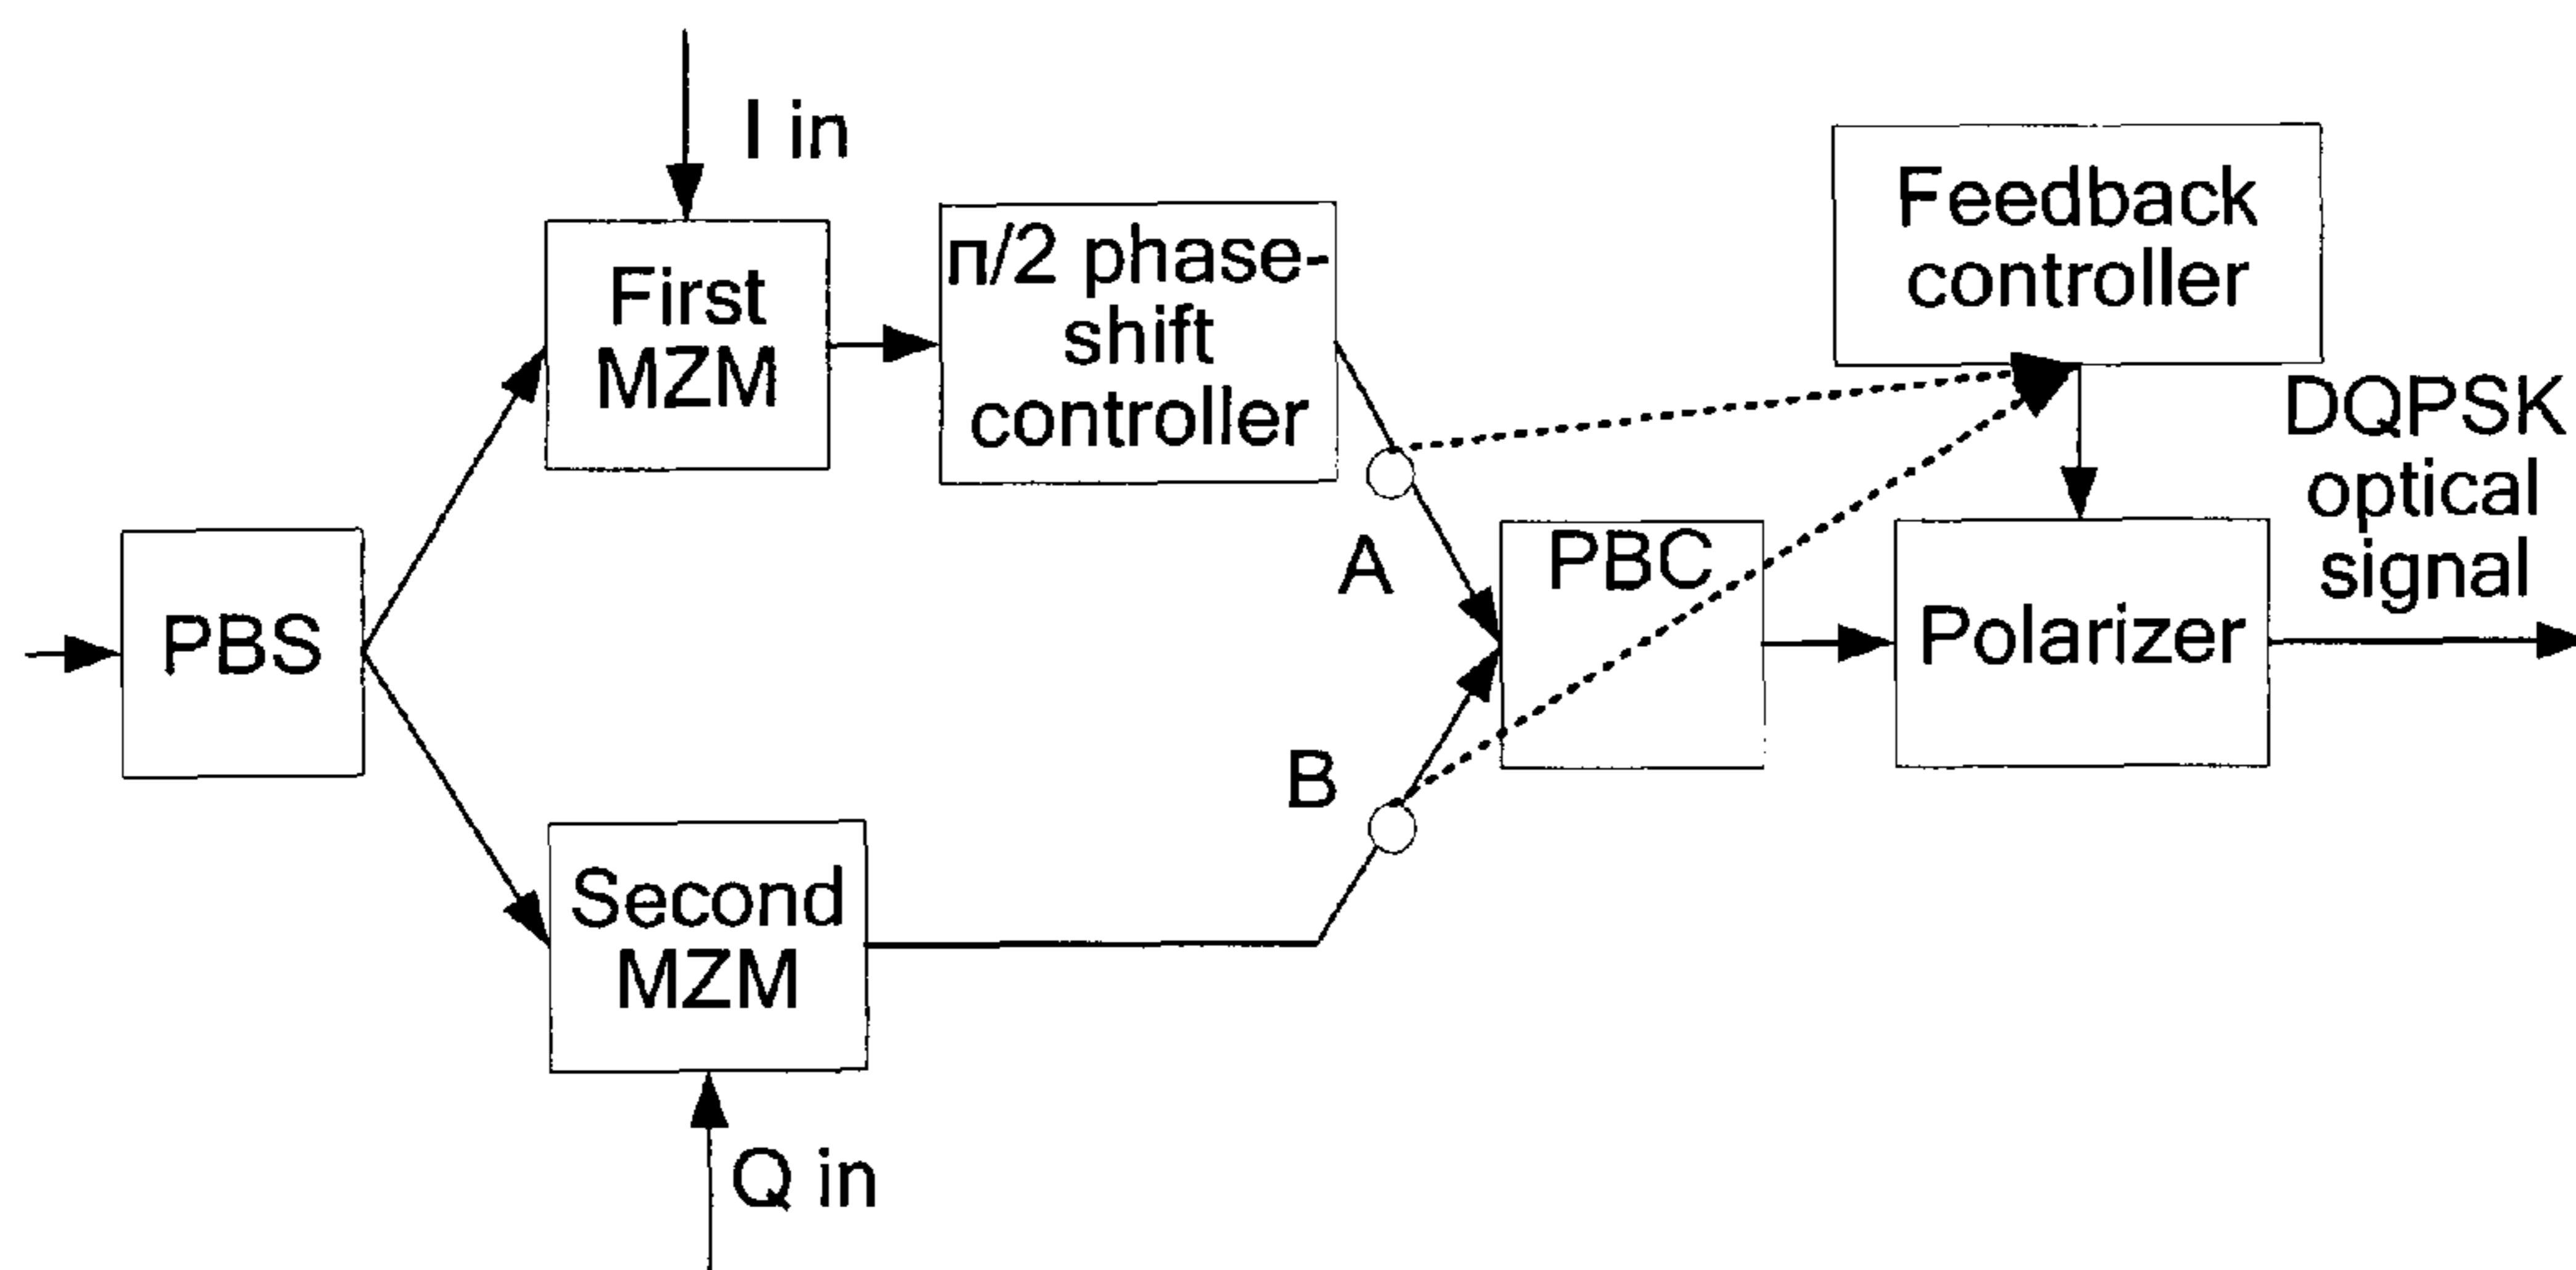 I in
First
MZM
π/2 phase-
shift
controller
Feedback
controller
DQPSK
optical
signal
A
PBC
PBS
Polarizer
B
Second
MZM
Q in